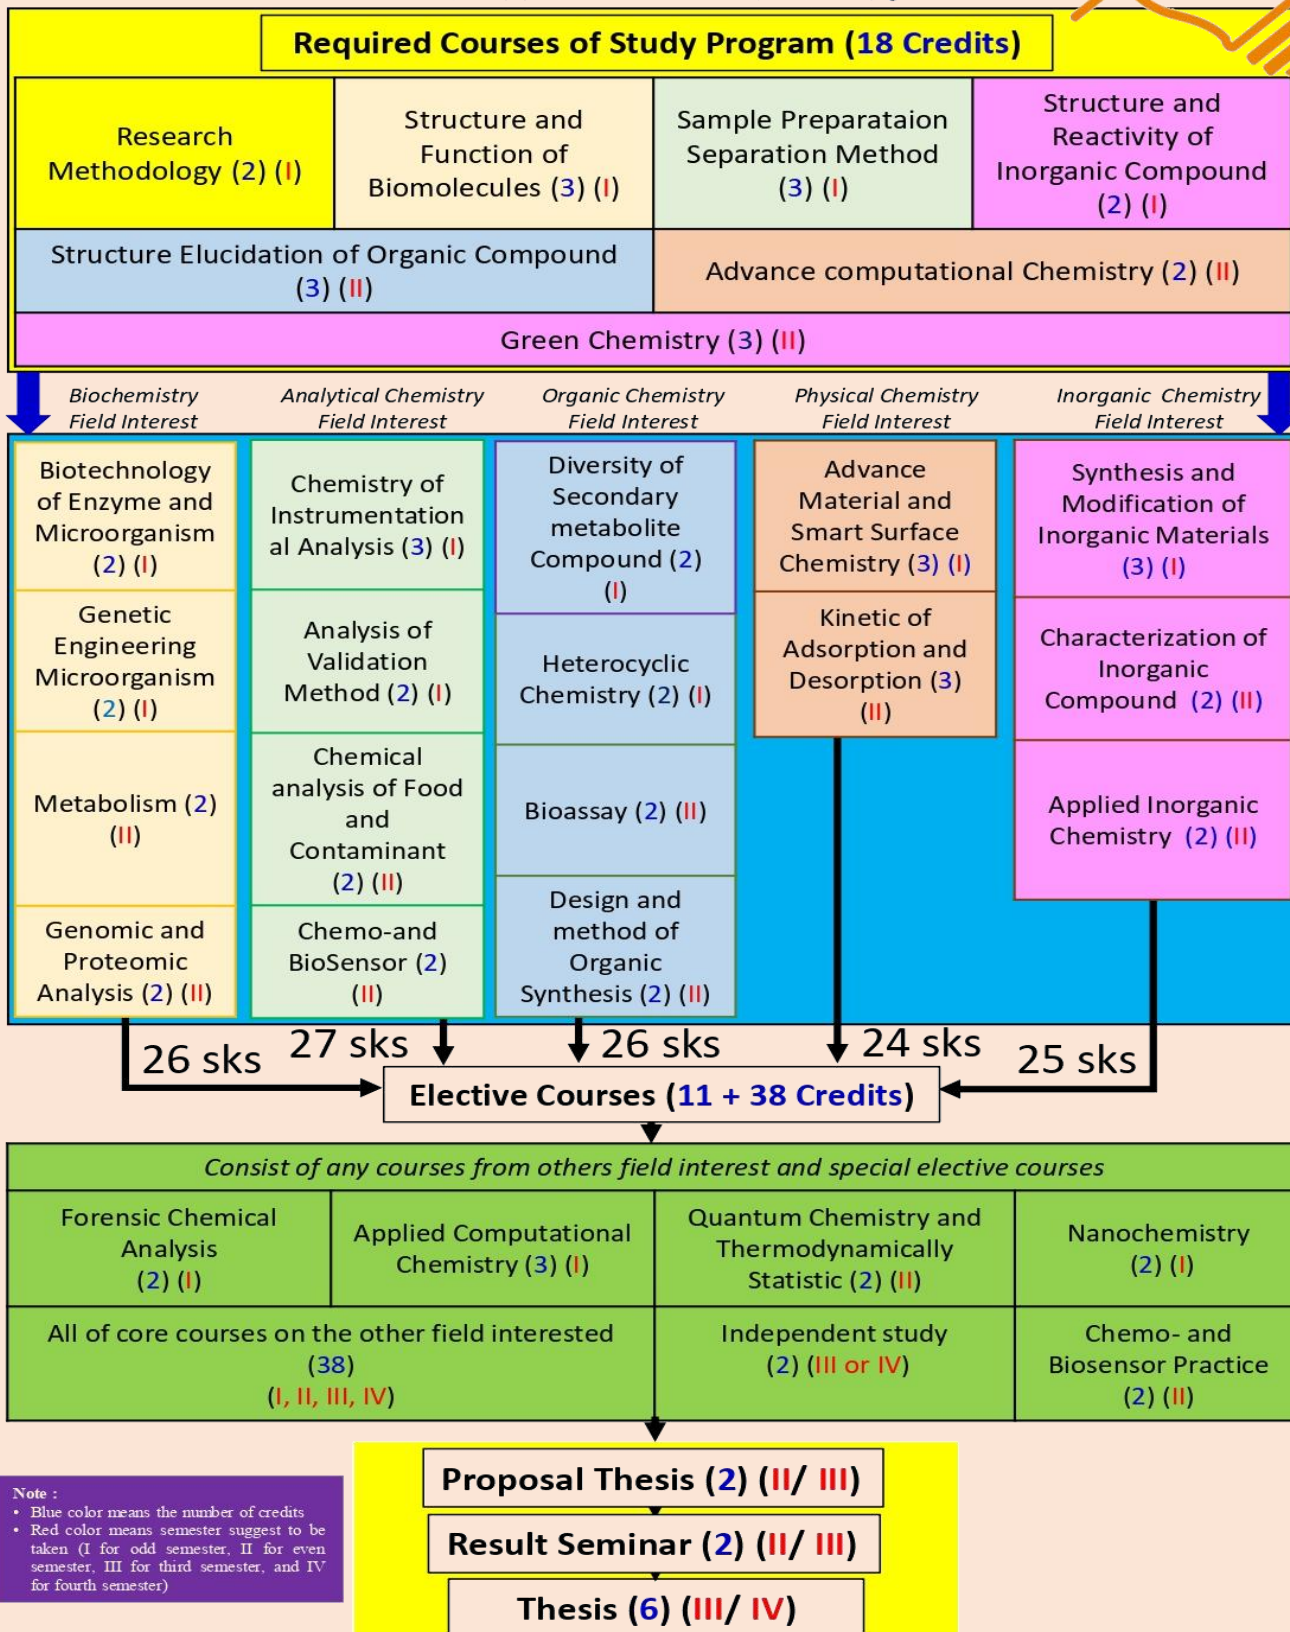 Required Courses of Study Program (18 Credits)
Research
Methodology (2) (I)
Structure and
Function of
Biomolecules (3) (I)
Sample Preparataion
Separation Method
(3) (I)
Structure and
Reactivity of
Inorganic Compound
(2) (I)
Structure Elucidation of Organic Compound
(3) (II)
Advance computational Chemistry (2) (II)
Green Chemistry (3) (II)
Biochemistry
Field Interest
Analytical Chemistry
Field Interest
Organic Chemistry
Field Interest
Physical Chemistry
Field Interest
Inorganic Chemistry
Field Interest
Biotechnology
of Enzyme and
Microorganism
(2) (I)
Genetic
Engineering
Microorganism
(2) (I)
Metabolism (2)
(II)
Genomic and
Proteomic
Analysis (2) (II)
Chemistry of
Instrumentation
al Analysis (3) (I)
Analysis of
Validation
Method (2) (I)
Chemical
analysis of Food
and
Contaminant
(2) (II)
Chemo-and
BioSensor (2)
(II)
Diversity of
Secondary
metabolite
Compound (2)
(I)
Heterocyclic
Chemistry (2) (I)
Bioassay (2) (II)
Design and
method of
Organic
Synthesis (2) (II)
Advance
Material and
Smart Surface
Chemistry (3) (I)
Kinetic of
Adsorption and
Desorption (3)
(II)
Synthesis and
Modification of
Inorganic Materials
(3) (I)
Characterization of
Inorganic
Compound (2) (II)
Applied Inorganic
Chemistry (2) (II)
26 sks
27 sks
26 sks
24 sks
25 sks
Elective Courses (11 + 38 Credits)
Consist of any courses from others field interest and special elective courses
Forensic Chemical
Analysis
(2) (I)
Applied Computational
Chemistry (3) (I)
Quantum Chemistry and
Thermodynamically
Statistic (2) (II)
Nanochemistry
(2) (I)
All of core courses on the other field interested
(38)
(I, II, III, IV)
Independent study
(2) (III or IV)
Chemo- and
Biosensor Practice
(2) (II)
Proposal Thesis (2) (II/ III)
Result Seminar (2) (II/ III)
Thesis (6) (III/ IV)
Note :
• Blue color means the number of credits
• Red color means semester suggest to be
taken (I for odd semester, II for even
semester, III for third semester, and IV
for fourth semester)